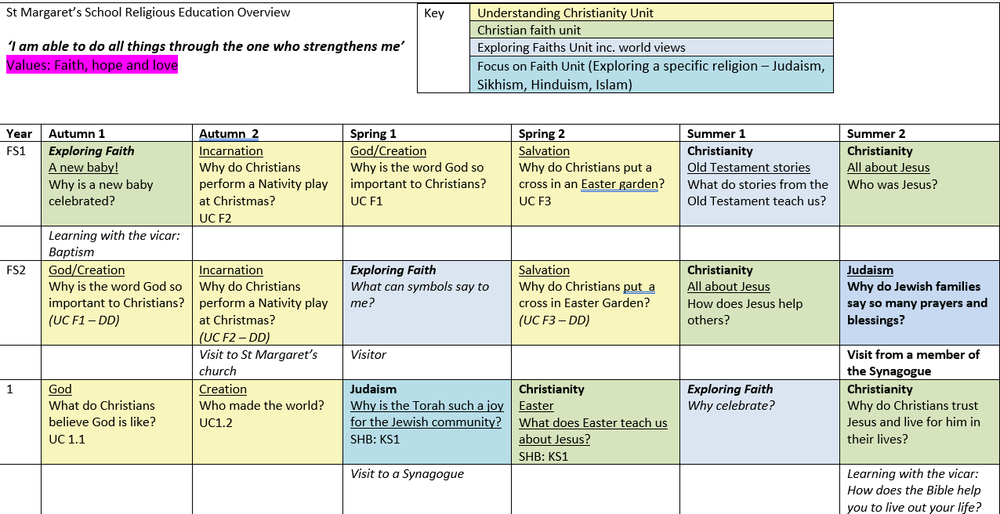 St Margaret's School Religious Education Overview
'I am able to do all things through the one who strengthens me'
Values: Faith, hope and love
Key
Understanding Christianity Unit
Christian faith unit
Exploring Faiths Unit inc. world views
Focus on Faith Unit (Exploring a specific religion – Judaism,
Sikhism, Hinduism, Islam)
Year
Autumn 1
Autumn  2
Spring 1
Spring 2
Summer 1
Summer 2
FS1
Exploring Faith
A new baby!
Why is a new baby
celebrated?
Incarnation
Why do Christians
perform a Nativity play
at Christmas?
UC F2
God/Creation
Why is the word God so
important to Christians?
UC F1
Salvation
Why do Christians put a
cross in an Easter garden?
UC F3
Christianity
Old Testament stories
What do stories from the
Old Testament teach us?
Christianity
All about Jesus
Who was Jesus?
Learning with the vicar:
Baptism
FS2
God/Creation
Why is the word God so
important to Christians?
(UC F1 – DD)
Incarnation
Why do Christians
perform a Nativity play
at Christmas?
(UC F2 – DD)
Exploring Faith
What can symbols say to
me?
Salvation
Why do Christians put  a
cross in Easter Garden?
(UC F3 – DD)
Christianity
All about Jesus
How does Jesus help
others?
Judaism
Why do Jewish families
say so many prayers and
blessings?
Visit to St Margaret's
church
Visitor
Visit from a member of
the Synagogue
1
God
What do Christians
believe God is like?
UC 1.1
Creation
Who made the world?
UC1.2
Judaism
Why is the Torah such a joy
for the Jewish community?
SHB: KS1
Christianity
Easter
What does Easter teach us
about Jesus?
SHB: KS1
Exploring Faith
Why celebrate?
Christianity
Why do Christians trust
Jesus and live for him in
their lives?
Visit to a Synagogue
Learning with the vicar:
How does the Bible help
you to live out your life?